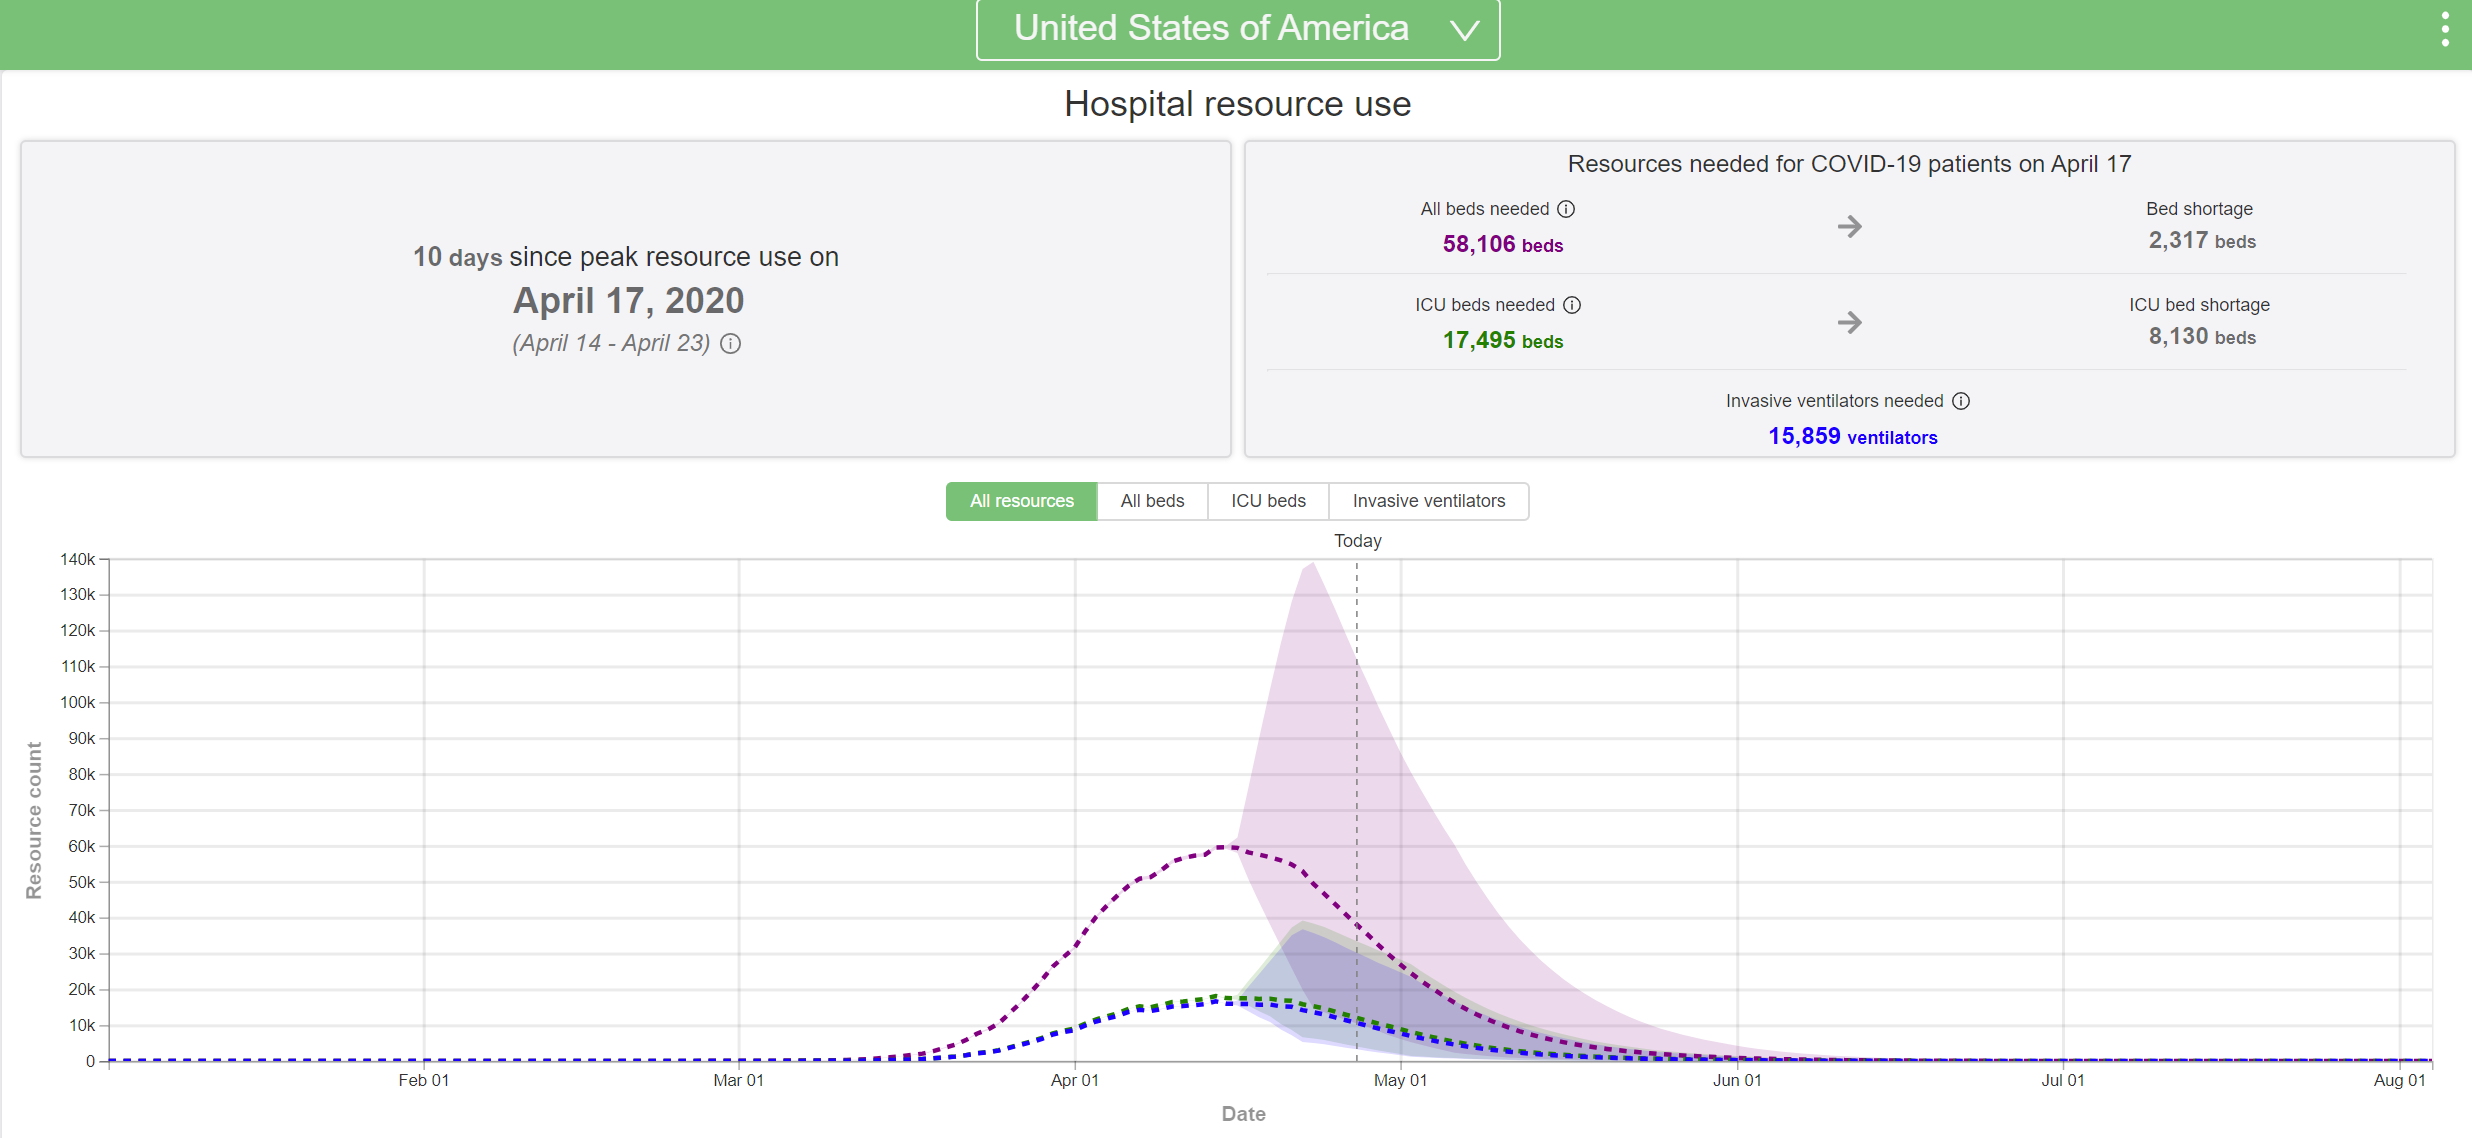 United States of America
Hospital resource use
10 days since peak resource use on
April 17, 2020
(April 14 - April 23)
Resources needed for COVID-19 patients on April 17
All beds needed
58,106 beds
Bed shortage
2,317 beds
ICU beds needed
17,495 beds
ICU bed shortage
8,130 beds
Invasive ventilators needed
15,859 ventilators
All resources
All beds
ICU beds
Invasive ventilators
Today
140k
130k
120k
110k
100k
90k
80k
70k
60k
50k
40k
30k
20k
10k
0
Resource count
Feb 01
Mar 01
Apr 01
May 01
Jun 01
Jul 01
Aug 01
Date